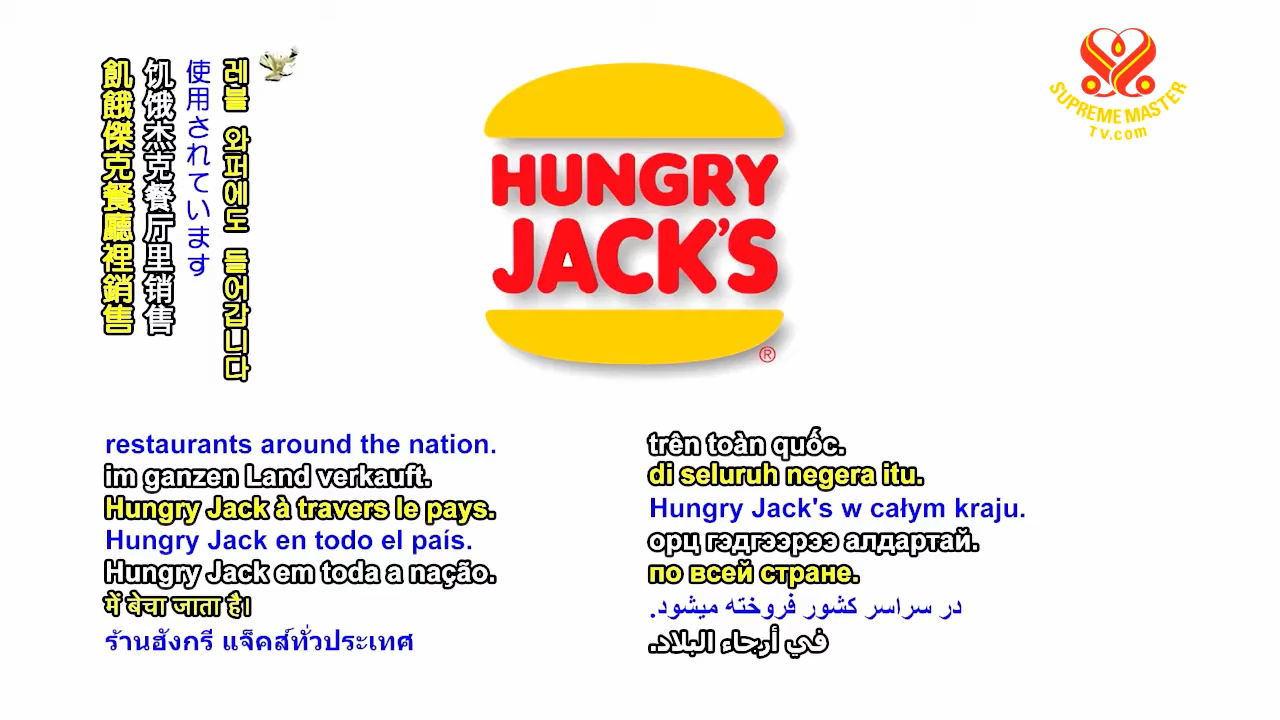 飢餓傑克餐廳裡銷售
饥饿杰克餐厅里销售
使用されています
레블 와퍼에도 들어갑니다
HUNGRY
JACK'S
®
SUPREME MASTER
TV.com
restaurants around the nation.
im ganzen Land verkauft.
Hungry Jack à travers le pays.
Hungry Jack en todo el país.
Hungry Jack em toda a nação.
में बेचा जाता है।
ร้านฮังกรี แจ็คส์ทั่วประเทศ
trên toàn quốc.
di seluruh negera itu.
Hungry Jack's w całym kraju.
орц гэдгээрээ алдартай.
по всей стране.
در سراسر کشور فروخته میشود.
في أرجاء البلاد.